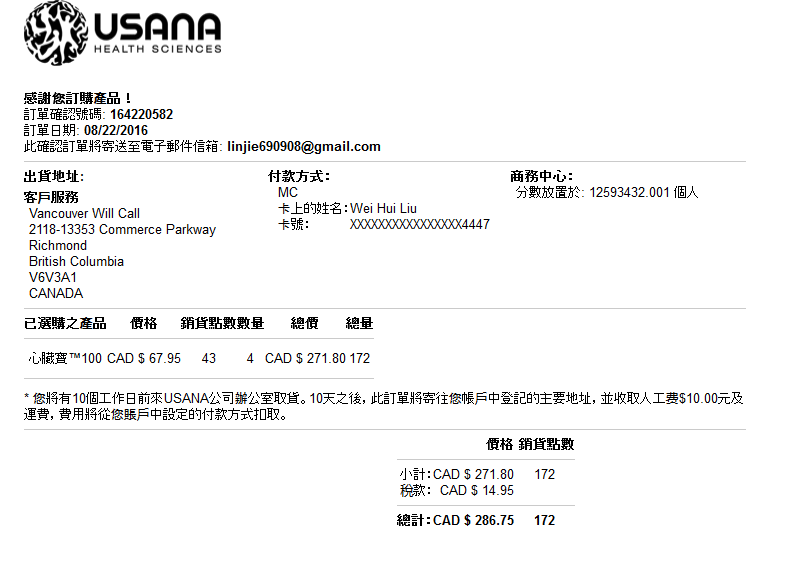 USANA
HEALTH SCIENCES
感謝您訂購產品！
訂單確認號碼: 164220582
訂單日期: 08/22/2016
此確認訂單將寄送至電子郵件信箱: linjie690908@gmail.com
出貨地址:
客戶服務
Vancouver Will Call
2118-13353 Commerce Parkway
Richmond
British Columbia
V6V3A1
CANADA
付款方式:
MC
卡上的姓名: Wei Hui Liu
卡號: XXXXXXXXXXXXXXXX4447
商務中心:
分數放置於: 12593432.001 個人
已選購之產品 價格 銷貨點數數量 總價 總量
心臟寶™100 CAD $ 67.95 43 4 CAD $ 271.80 172
* 您將有10個工作日前來USANA公司辦公室取貨。10天之後，此訂單將寄往您帳戶中登記的主要地址，並收取人工费$10.00元及
運費，費用將從您賬戶中設定的付款方式扣取。
價格 銷貨點數
小計: CAD $ 271.80 172
稅款: CAD $ 14.95
總計: CAD $ 286.75 172